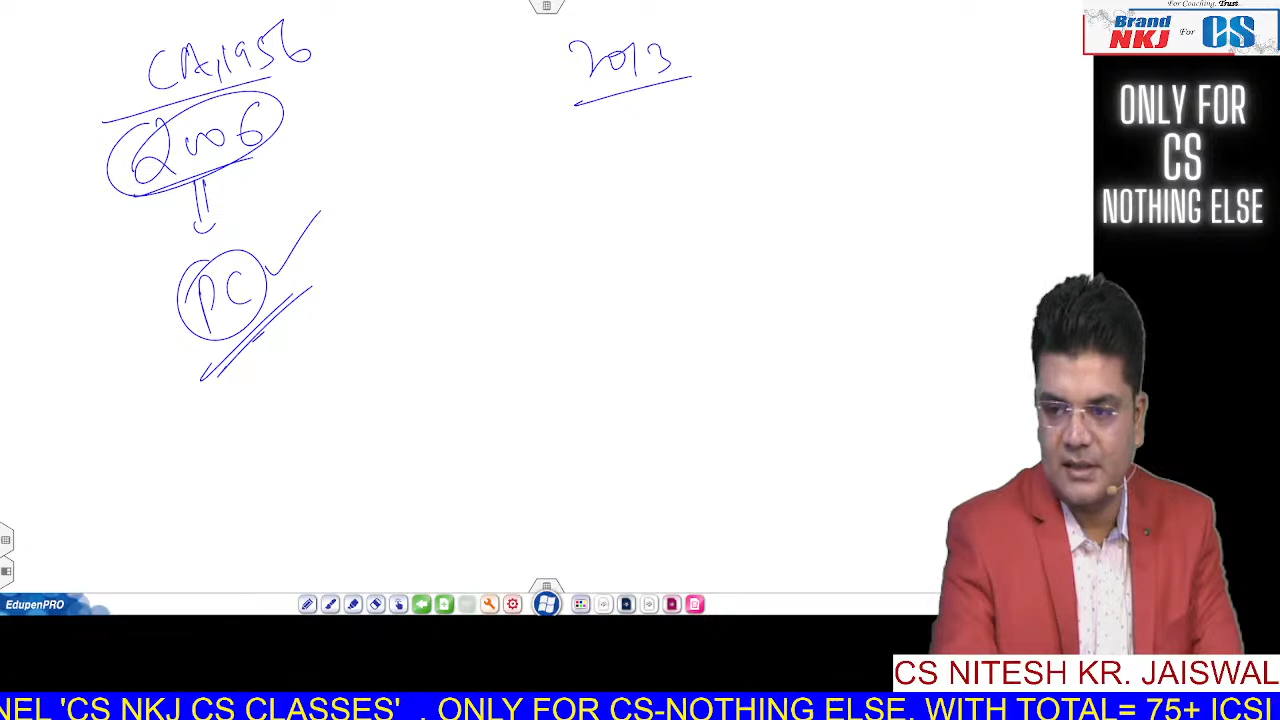 CA, 1956
2006
PC
2013
For Coaching, Trust
Brand
NKJ
For
CS
ONLY FOR
CS
NOTHING ELSE
EdupenPRO
CS NITESH KR. JAISWAL
NEL 'CS NKJ CS CLASSES' , ONLY FOR CS-NOTHING ELSE, WITH TOTAL= 75+ ICSI